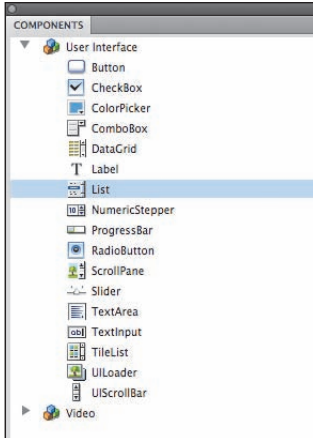 COMPONENTS
User Interface
Button
CheckBox
ColorPicker
ComboBox
DataGrid
Label
List
NumericStepper
ProgressBar
RadioButton
ScrollPane
Slider
TextArea
TextInput
TileList
UILoader
UIScrollBar
Video